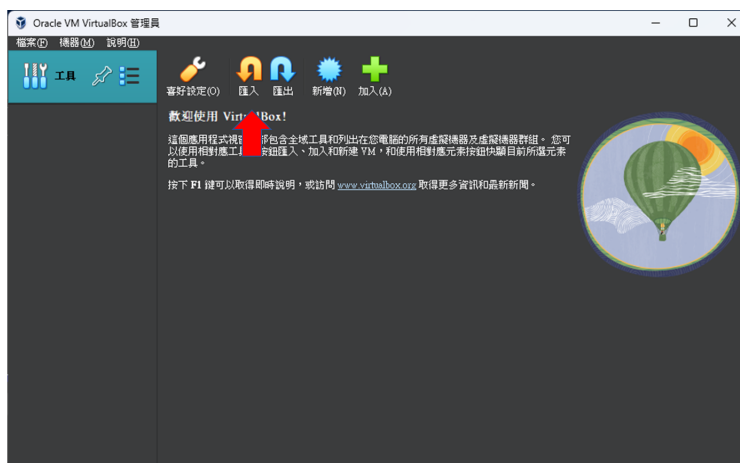 Oracle VM VirtualBox 管理員
檔案(F) 機器(M) 說明(H)
工具
喜好設定(O) 匯入 匯出 新增(N) 加入(A)
歡迎使用 VirtualBox!
這個應用程式視窗 部包含全域工具和列出在您電腦的所有虛擬機器及虛擬機器群組。 您可
以使用相對應工 按鈕匯入、加入和新建 VM,和使用相對應元素按鈕快顯目前所選元素
的工具。
按下 F1 鍵可以取得即時說明,或訪問 www.virtualbox.org 取得更多資訊和最新新聞。